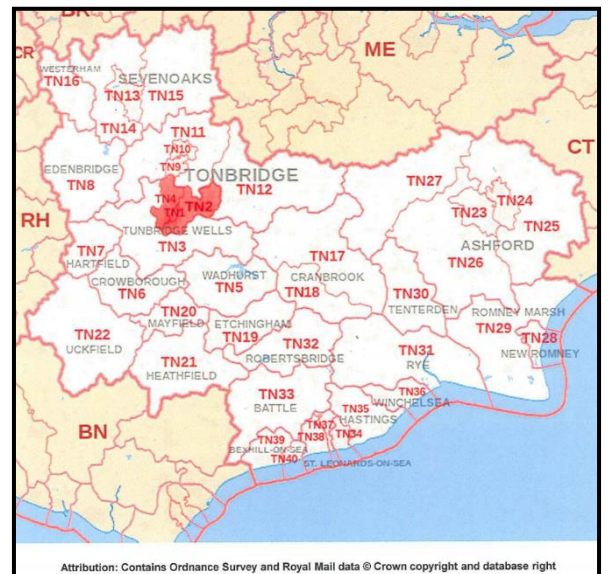 BR
CR
ME
WESTERHAM
TN16
SEVENOAKS
TN13
TN15
TN14
TN11
TN10
TN9
CT
EDENBRIDGE
TN8
TONBRIDGE
TN12
TN27
TN24
TN23
TN25
TN4
TN2
TN1
RH
TUNBRIDGE WELLS
TN3
ASHFORD
TN26
TN7
HARTFIELD
TN17
CRANBROOK
CROWBOROUGH
TN6
WADHURST
TN5
TN18
TN30
TENTERDEN
TN20
MAYFIELD
ETCHINGHAM
TN19
ROMNEY MARSH
TN29
TN28
NEW ROMNEY
TN22
UCKFIELD
TN32
ROBERTSBRIDGE
TN31
RYE
TN21
HEATHFIELD
TN33
BATTLE
TN36
WINCHELSEA
TN35
HASTINGS
TN37
TN34
TN38
BN
TN39
BEXHILL-ON-SEA
TN40
ST. LEONARDS-ON-SEA
Attribution: Contains Ordnance Survey and Royal Mail data © Crown copyright and database right